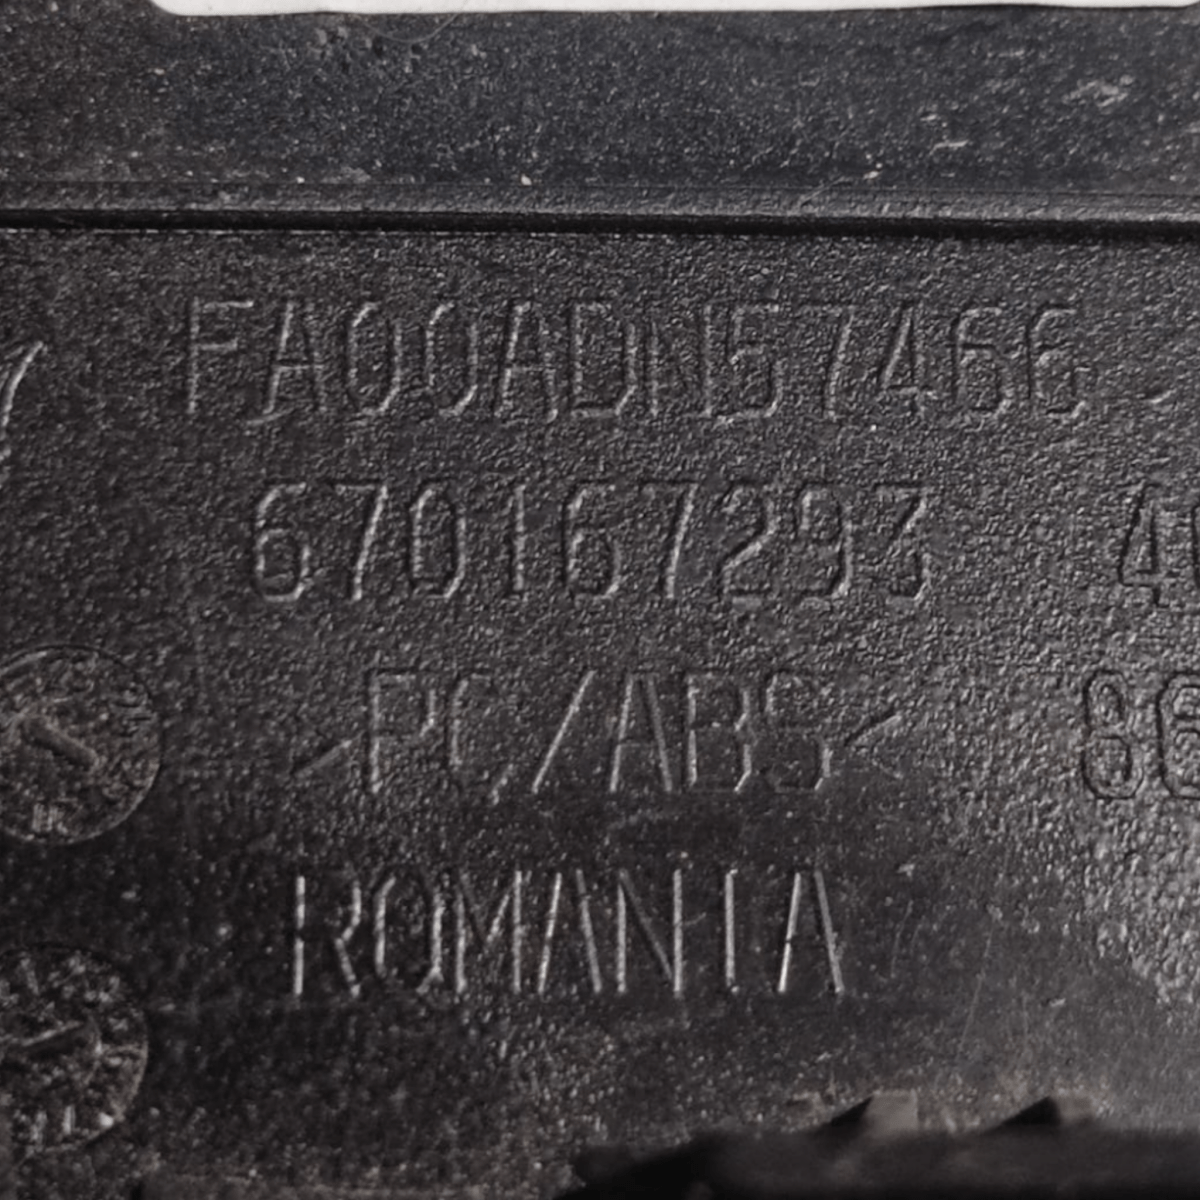 FA00ADN57466
670167293
>PC/ABS<
ROMANIA